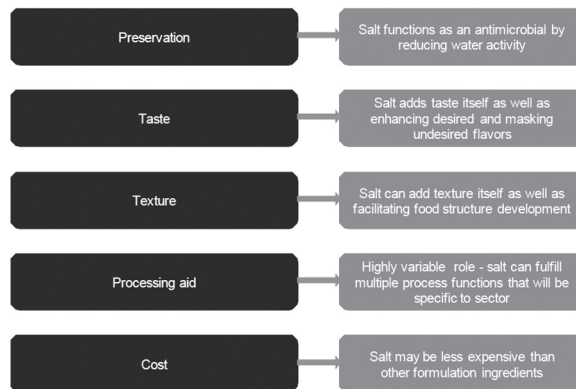 Preservation
Salt functions as an antimicrobial by
reducing water activity
Taste
Salt adds taste itself as well as
enhancing desired and masking
undesired flavors
Texture
Salt can add texture itself as well as
facilitating food structure development
Processing aid
Highly variable role - salt can fulfill
multiple process functions that will be
specific to sector
Cost
Salt may be less expensive than
other formulation ingredients